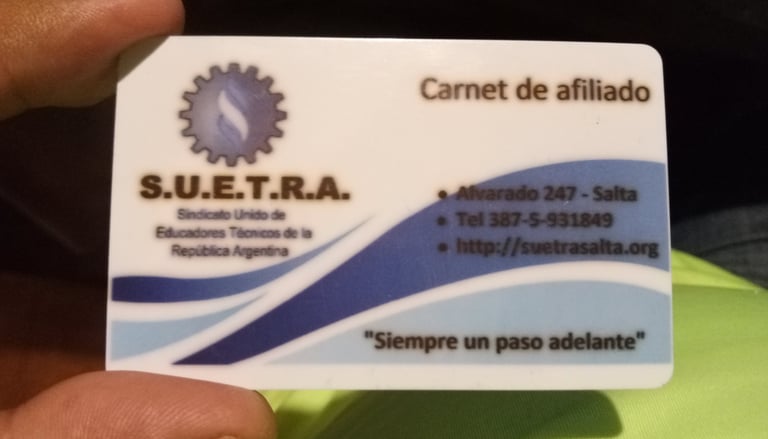 Carnet de afiliado
S.U.E.T.R.A.
Sindicato Unido de
Educadores Técnicos de la
República Argentina
• Alvarado 247 - Salta
• Tel 387-5-931849
• http://suetrasalta.org
"Siempre un paso adelante"